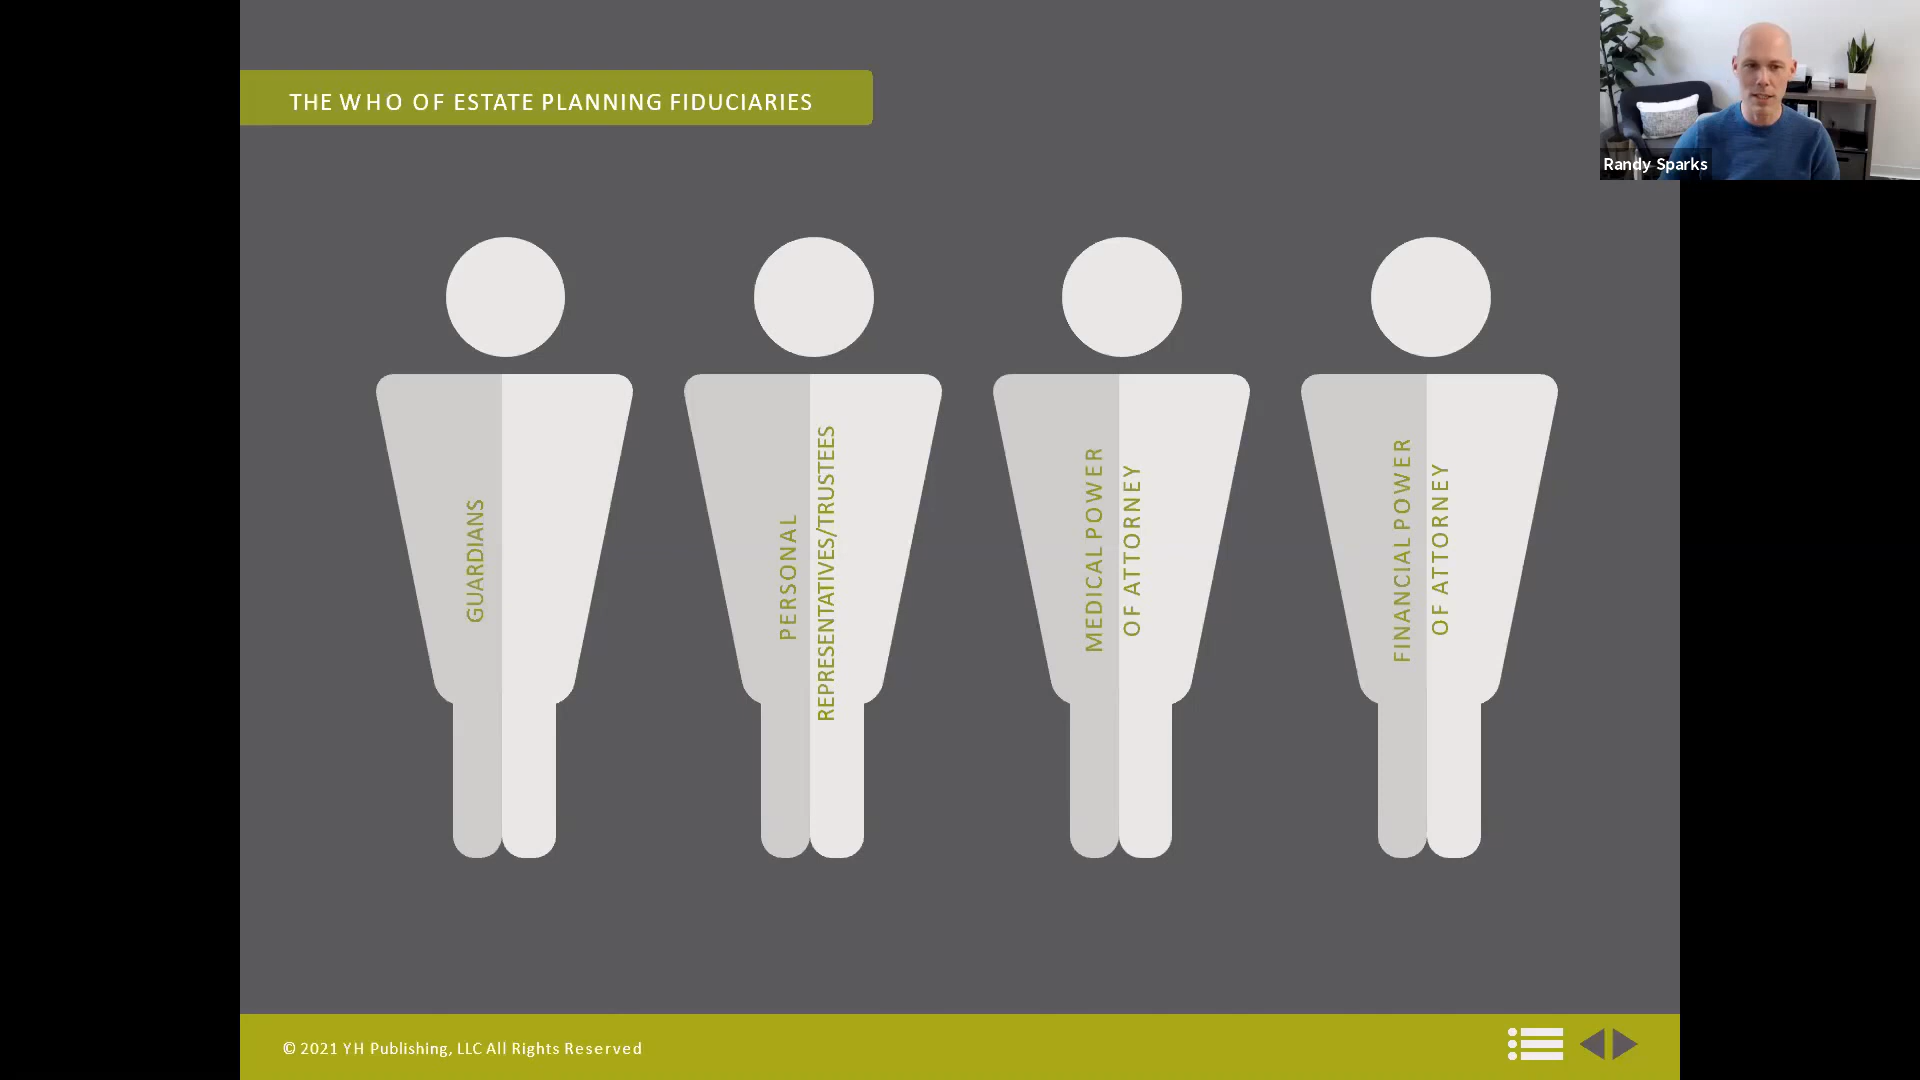 THE WHO OF ESTATE PLANNING FIDUCIARIES
Randy Sparks
GUARDIANS
PERSONAL
REPRESENTATIVES/TRUSTEES
MEDICAL POWER
OF ATTORNEY
FINANCIAL POWER
OF ATTORNEY
© 2021 YH Publishing, LLC All Rights Reserved